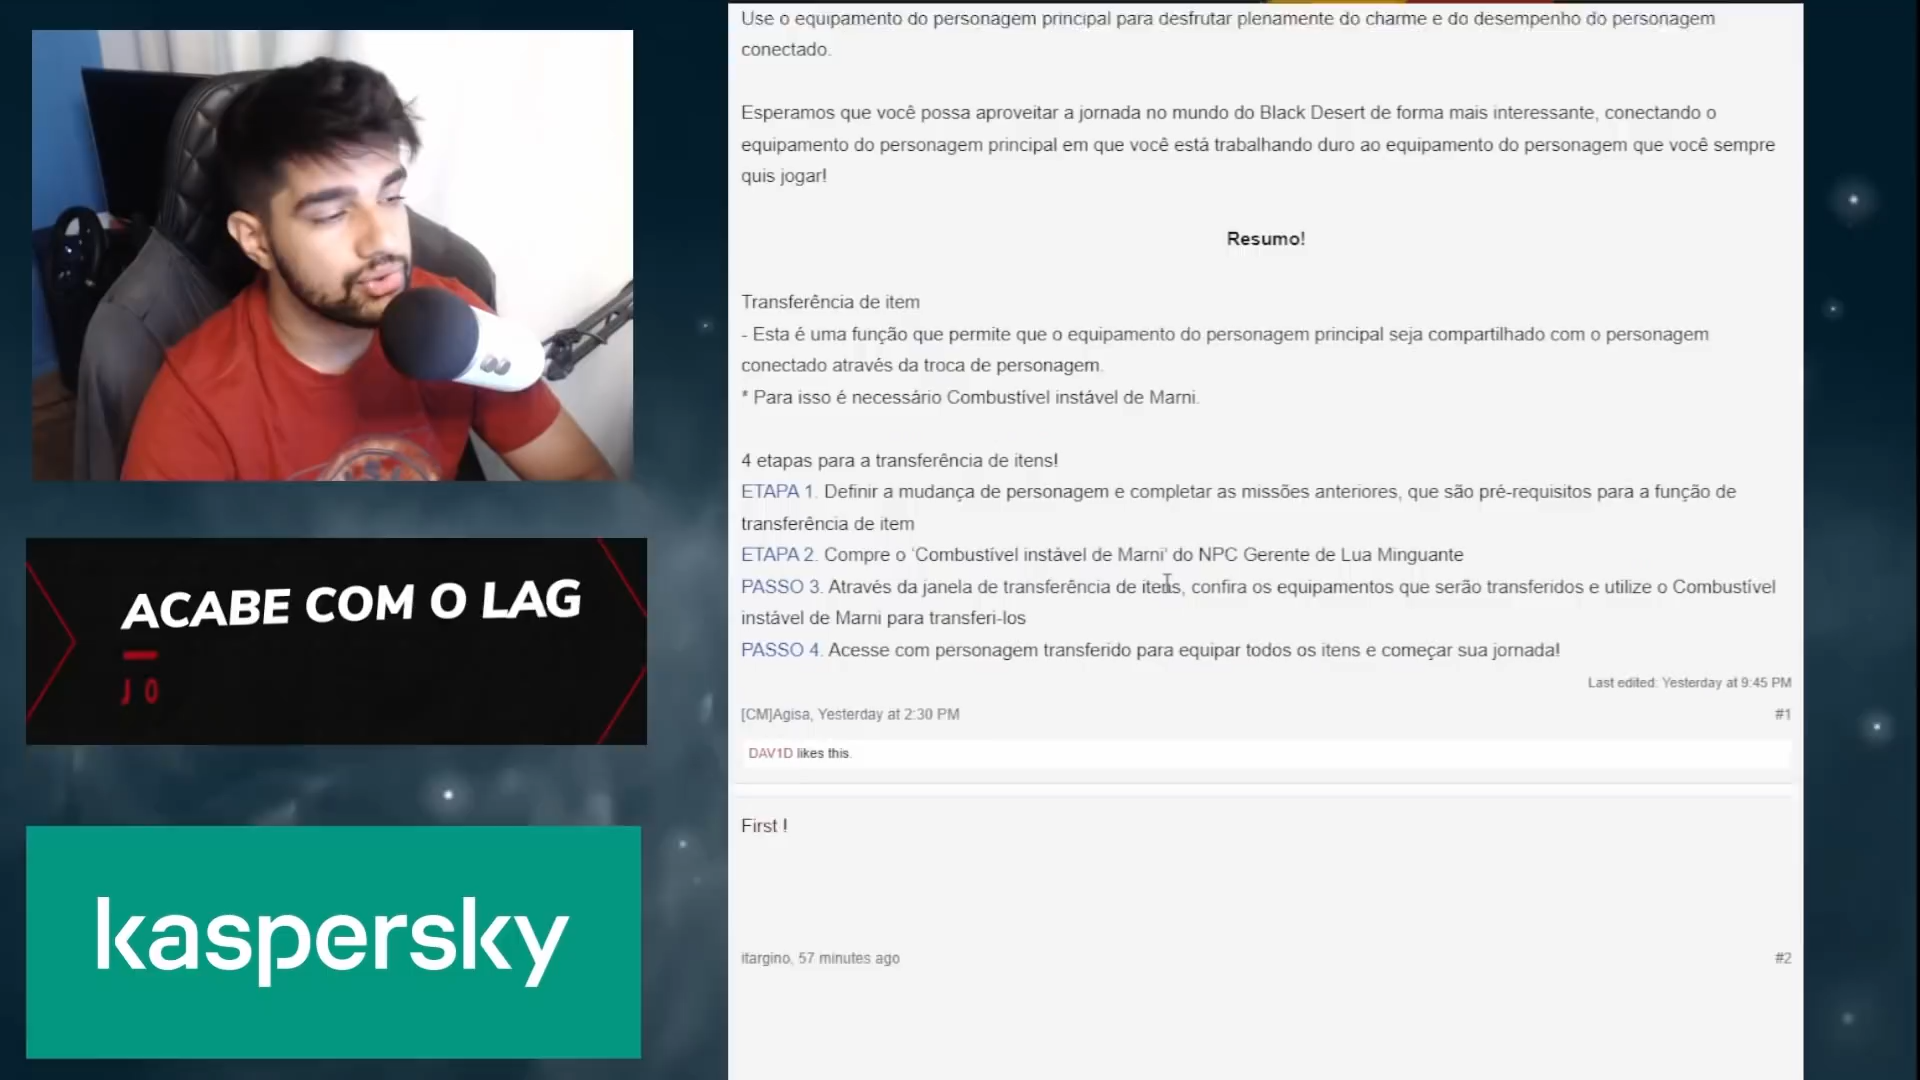 Use o equipamento do personagem principal para desfrutar plenamente do charme e do desempenho do personagem
conectado.
Esperamos que você possa aproveitar a jornada no mundo do Black Desert de forma mais interessante, conectando o
equipamento do personagem principal em que você está trabalhando duro ao equipamento do personagem que você sempre
quis jogar!
Resumo!
Transferência de item
- Esta é uma função que permite que o equipamento do personagem principal seja compartilhado com o personagem
conectado através da troca de personagem.
* Para isso é necessário Combustível instável de Marni.
4 etapas para a transferência de itens!
ETAPA 1. Definir a mudança de personagem e completar as missões anteriores, que são pré-requisitos para a função de
transferência de item
ETAPA 2. Compre o ‘Combustível instável de Marni’ do NPC Gerente de Lua Minguante
PASSO 3. Através da janela de transferência de itens, confira os equipamentos que serão transferidos e utilize o Combustível
instável de Marni para transferi-los
PASSO 4. Acesse com personagem transferido para equipar todos os itens e começar sua jornada!
Last edited: Yesterday at 9:45 PM
[CM]Agisa, Yesterday at 2:30 PM #1
DAV1D likes this.
First !
itargino, 57 minutes ago #2
ACABE COM O LAG
JO
kaspersky